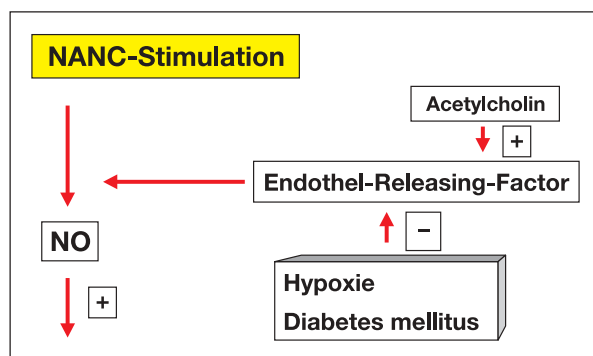 NANC-Stimulation
Acetylcholin
+
Endothel-Releasing-Factor
NO
−
+
Hypoxie
Diabetes mellitus